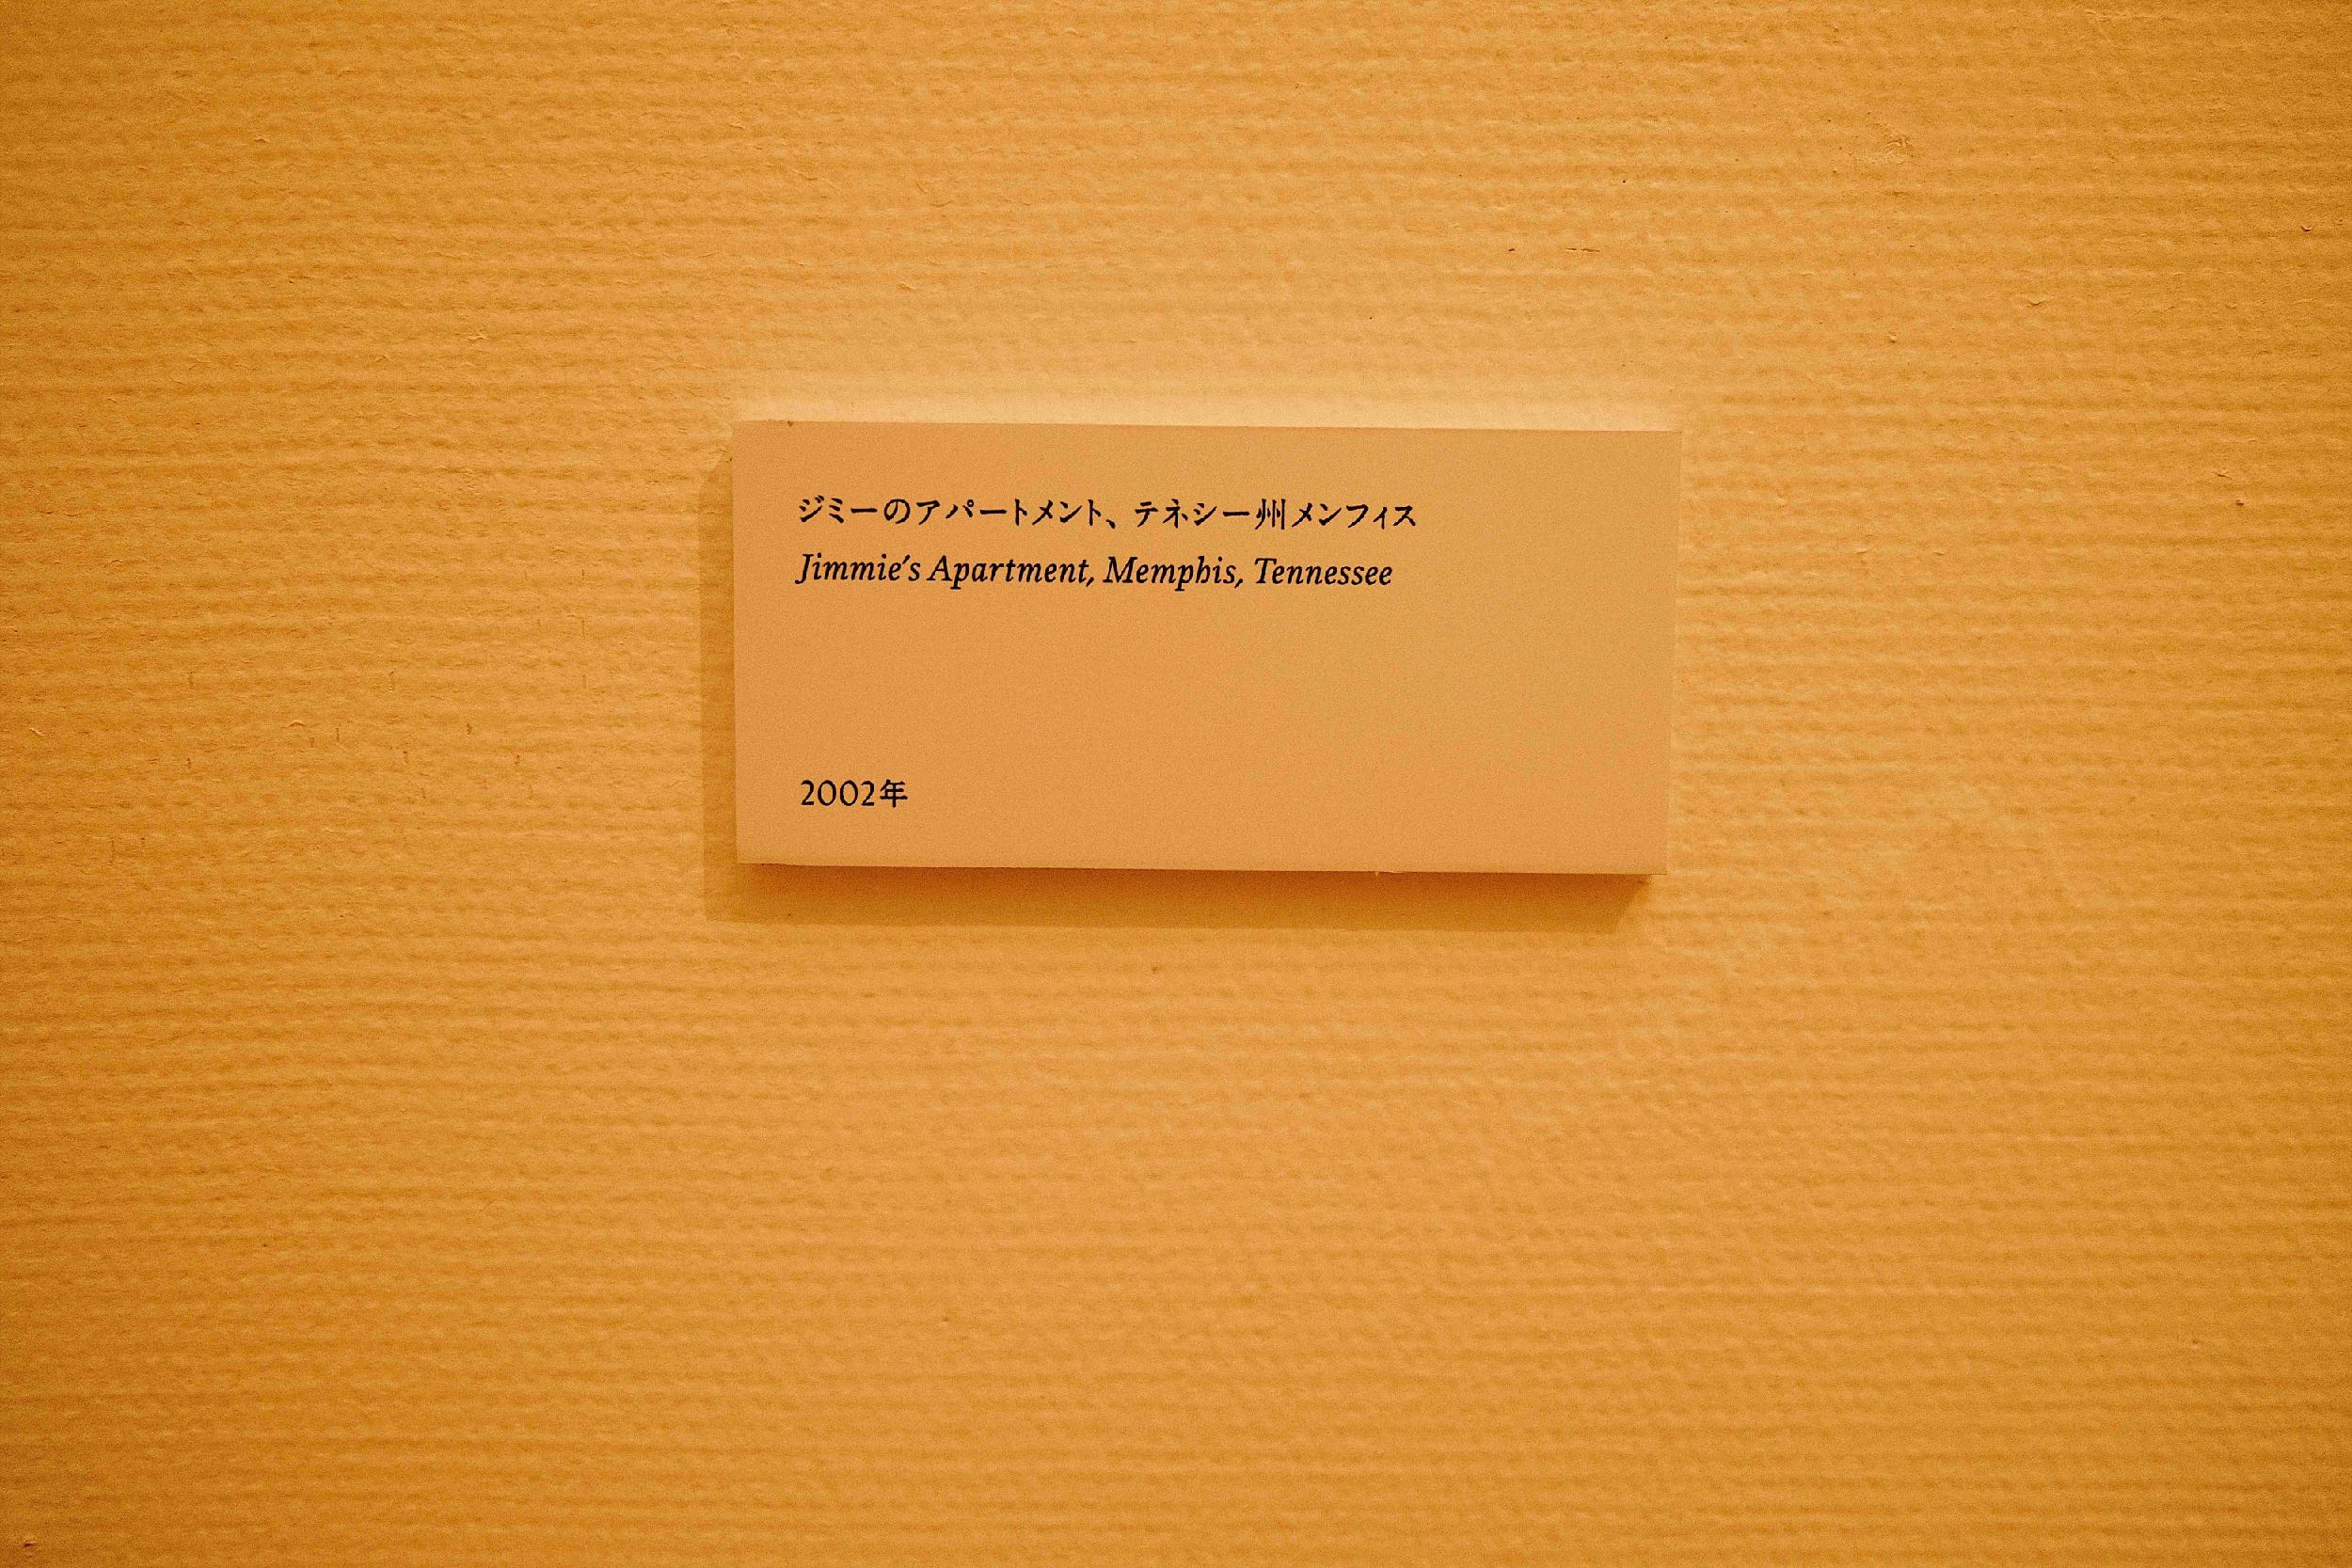 ジミーのアパートメント、テネシー州メンフィス
Jimmie's Apartment, Memphis, Tennessee
2002年